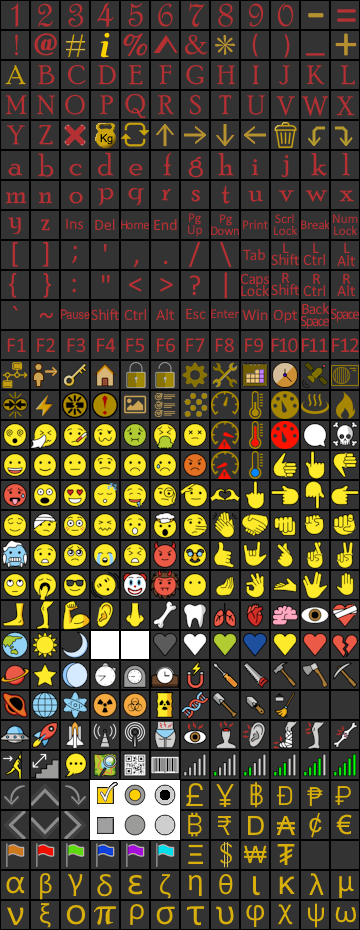 1 2 3 4 5 6 7 8 9 0 - =
! @ # i % ^ & * ( ) _ +
A B C D E F G H I J K L
M N O P Q R S T U V W X
Y Z Kg
a b c d e f g h i j k l
m n o p q r s t u v w x
y z Ins Del Home End Pg Up Pg Down Print Scrl Lock Break Num Lock
[ ] ; ' , . / \ Tab L Shift L Ctrl L Alt
{ } : " < > ? | Caps Lock R Shift R Ctrl R Alt
` ~ Pause Shift Ctrl Alt Esc Enter Win Opt Back Space Space
F1 F2 F3 F4 F5 F6 F7 F8 F9 F10 F11 F12
£ ¥ ฿ Đ ₱ ₽
₿ ₹ D ₳ ₵ €
Ξ $ ₩ ₮
α β γ δ ε ζ η θ ι κ λ μ
ν ξ ο π ρ σ τ υ φ χ ψ ω